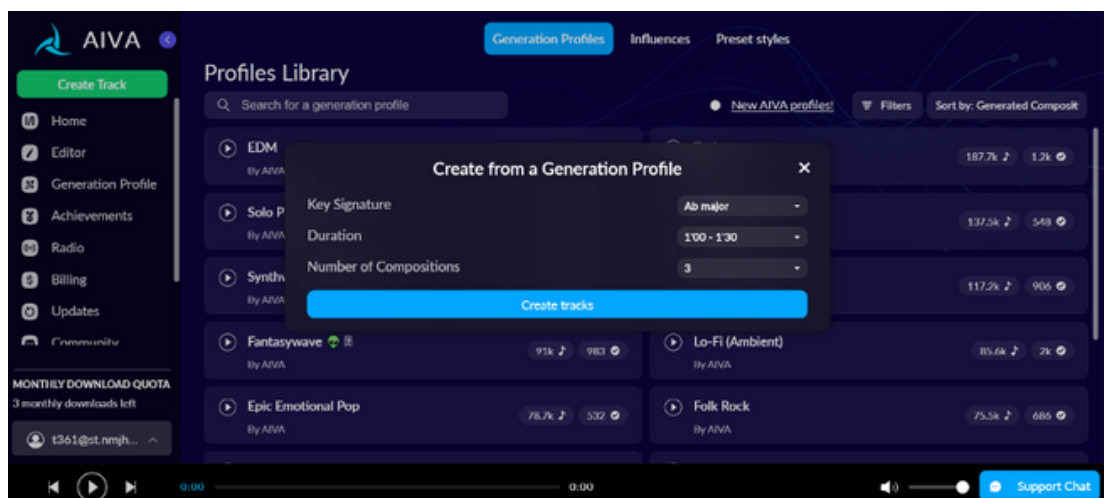 AIVA
Create Track
Home
Editor
Generation Profile
Achievements
Radio
Billing
Updates
Community
MONTHLY DOWNLOAD QUOTA
3 monthly downloads left
t361@st.nmjh...
Generation Profiles
Influences
Preset styles
Profiles Library
Search for a generation profile
New AIVA profiles!
Filters
Sort by: Generated Composit
EDM
By AIVA
187.7k
1.2k
Solo P
By AIVA
137.5k
548
Synthw
By AIVA
117.2k
906
Create from a Generation Profile
Key Signature
Ab major
Duration
1'00 - 1'30
Number of Compositions
3
Create tracks
Fantasywave
By AIVA
91k
983
Lo-Fi (Ambient)
By AIVA
85.6k
2k
Epic Emotional Pop
By AIVA
78.7k
532
Folk Rock
By AIVA
75.5k
686
0:00
0:00
Support Chat